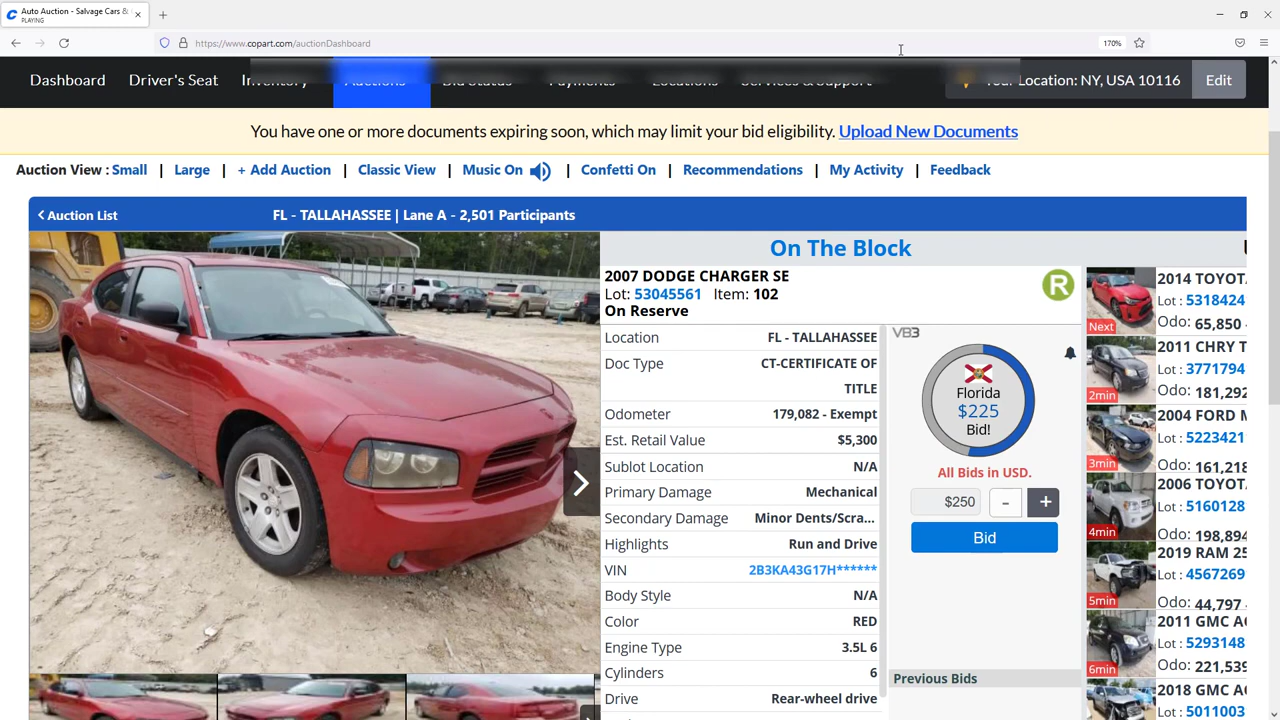 Auto Auction - Salvage Cars &
PLAYING
https://www.copart.com/auctionDashboard
170%
Dashboard
Driver's Seat
Inventory
Auctions
Bid Status
Payments
Locations
Services & Support
Your Location: NY, USA 10116
Edit
You have one or more documents expiring soon, which may limit your bid eligibility. Upload New Documents
Auction View : Small | Large | + Add Auction | Classic View | Music On | Confetti On | Recommendations | My Activity | Feedback
Auction List
FL - TALLAHASSEE | Lane A - 2,501 Participants
On The Block
2007 DODGE CHARGER SE
Lot: 53045561 Item: 102
On Reserve
R
Location FL - TALLAHASSEE
Doc Type CT-CERTIFICATE OF
TITLE
Odometer 179,082 - Exempt
Est. Retail Value $5,300
Sublot Location N/A
Primary Damage Mechanical
Secondary Damage Minor Dents/Scra...
Highlights Run and Drive
VIN 2B3KA43G17H******
Body Style N/A
Color RED
Engine Type 3.5L 6
Cylinders 6
Drive Rear-wheel drive
VB3
Florida
$225
Bid!
All Bids in USD.
$250
-
+
Bid
Previous Bids
2014 TOYOT
Lot : 5318424
Odo: 65,850
Next
2011 CHRY T
Lot : 3771794
Odo: 181,292
2min
2004 FORD M
Lot : 5223421
Odo: 161,218
3min
2006 TOYOT
Lot : 5160128
Odo: 198,894
4min
2019 RAM 25
Lot : 4567269
Odo: 44,797
5min
2011 GMC A
Lot : 5293148
Odo: 221,539
6min
2018 GMC A
Lot : 5011003